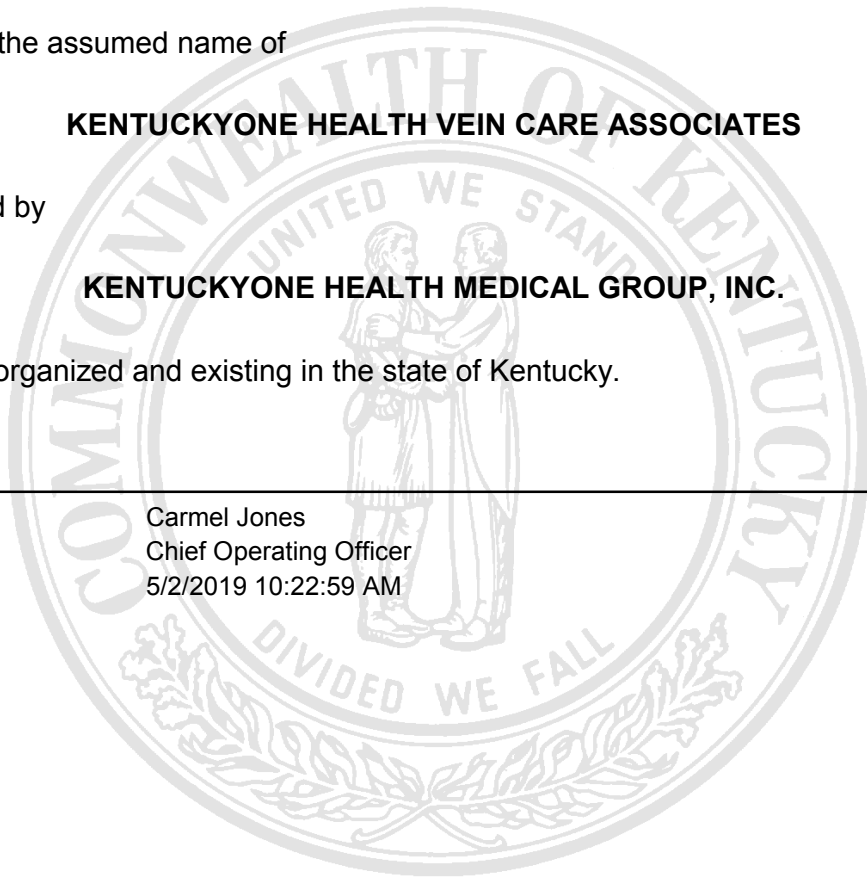 the assumed name of
KENTUCKYONE HEALTH VEIN CARE ASSOCIATES
d by
KENTUCKYONE HEALTH MEDICAL GROUP, INC.
organized and existing in the state of Kentucky.
Carmel Jones
Chief Operating Officer
5/2/2019 10:22:59 AM
COMMONWEALTH OF KENTUCKY
UNITED WE STAND
DIVIDED WE FALL